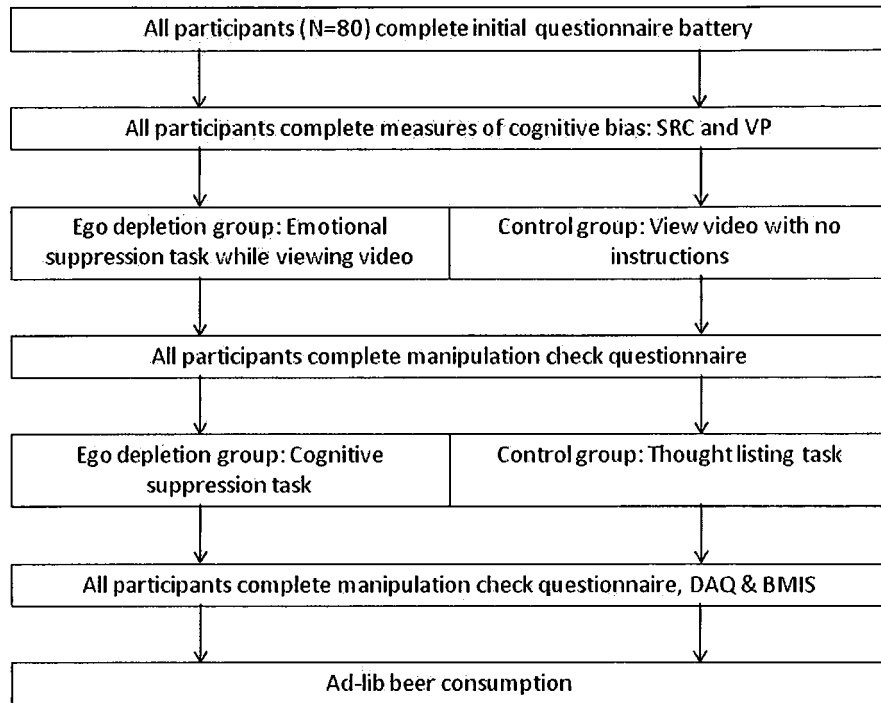 All participants (N=80) complete initial questionnaire battery
All participants complete measures of cognitive bias: SRC and VP
Ego depletion group: Emotional
suppression task while viewing video
Control group: View video with no
instructions
All participants complete manipulation check questionnaire
Ego depletion group: Cognitive
suppression task
Control group: Thought listing task
All participants complete manipulation check questionnaire, DAQ & BMIS
Ad-lib beer consumption